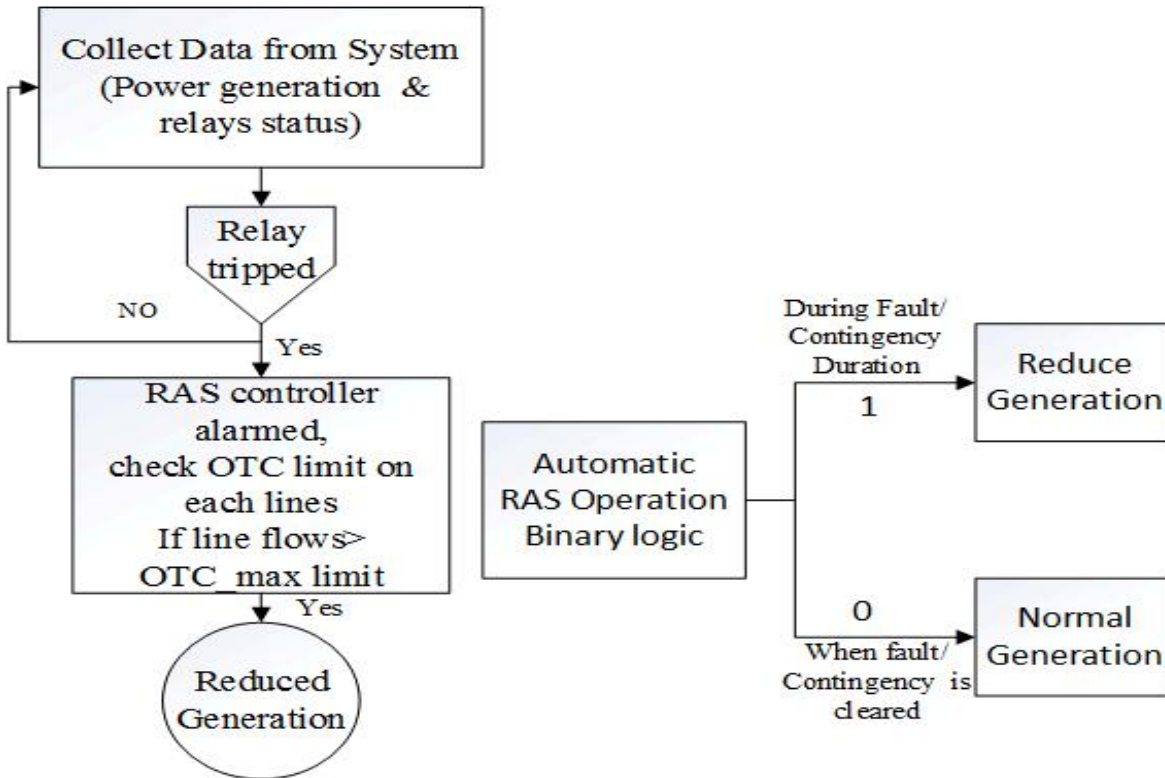 Collect Data from System
(Power generation &
relays status)
Relay
tripped
NO
Yes
RAS controller
alarmed,
check OTC limit on
each lines
If line flows>
OTC_max limit
Yes
Reduced
Generation
Automatic
RAS Operation
Binary logic
During Fault/
Contingency
Duration
1
Reduce
Generation
0
When fault/
Contingency is
cleared
Normal
Generation